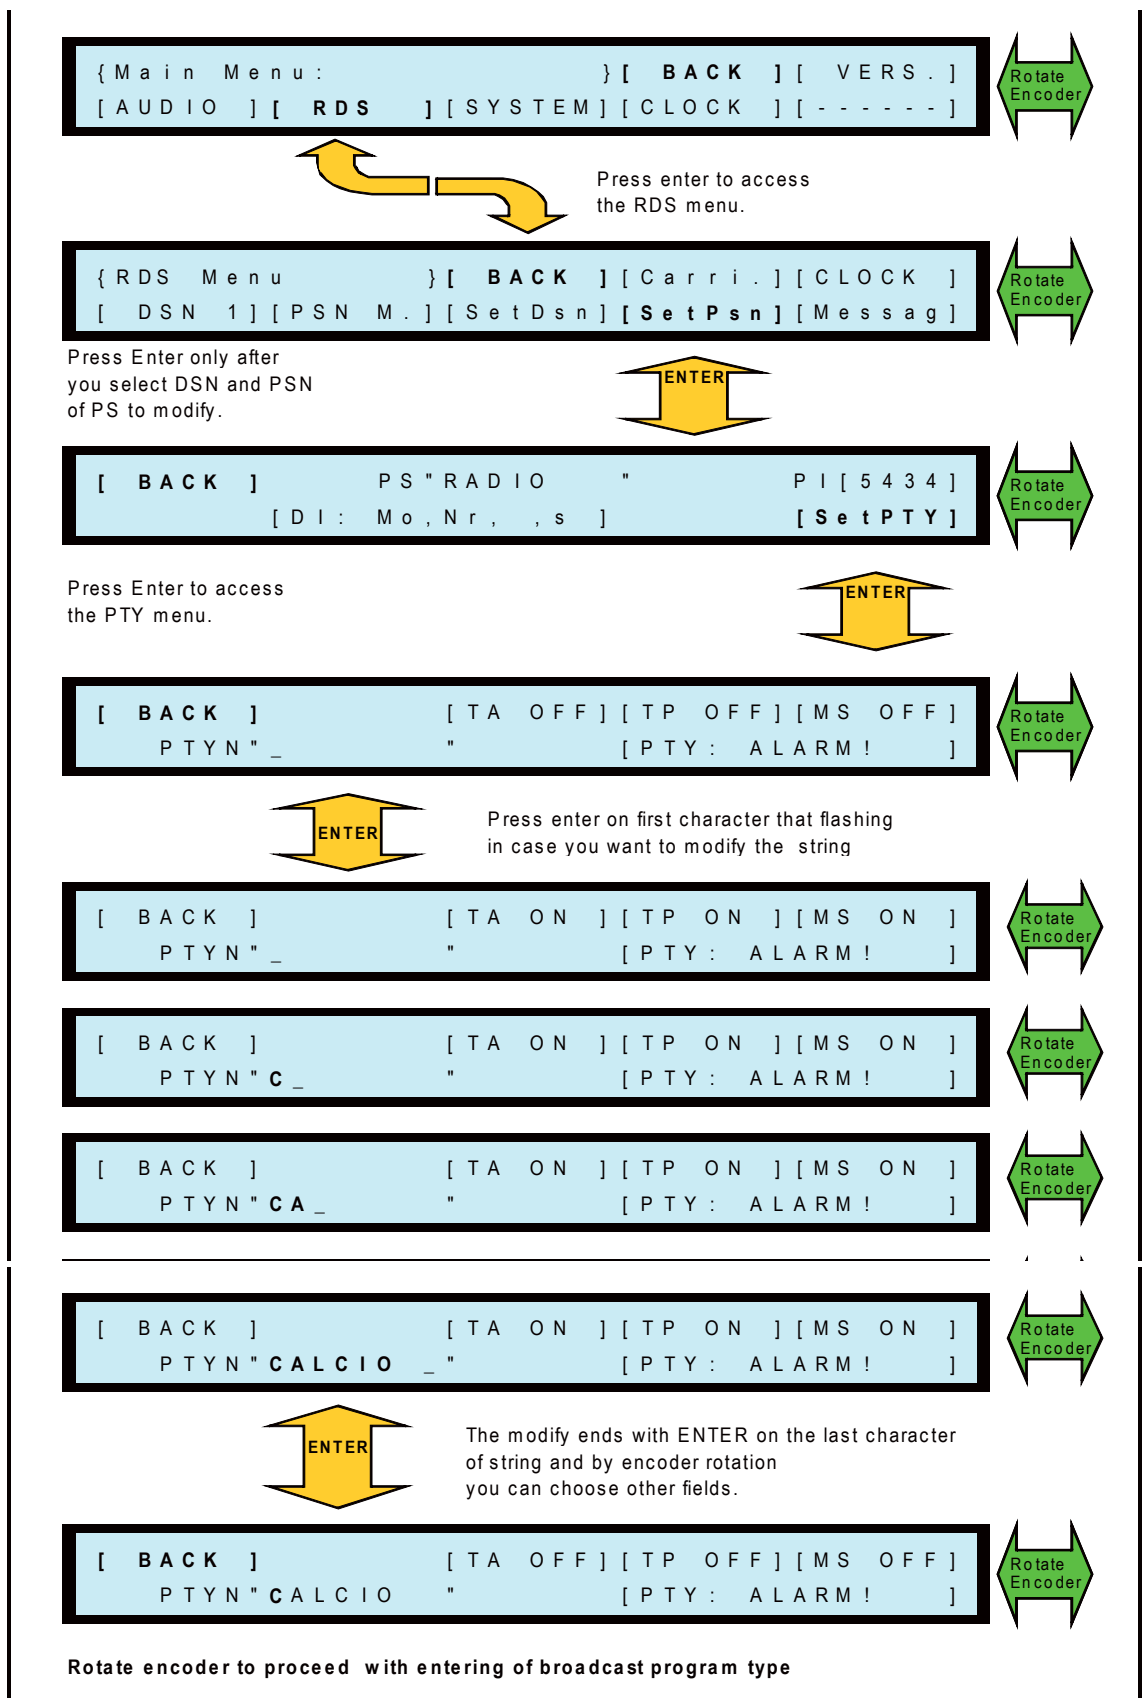 {Main Menu: }[ BACK ][ VERS.]
[AUDIO ][ RDS ][SYSTEM][CLOCK ][------]
Rotate
Encoder
Press enter to access
the RDS menu.
{RDS Menu }[ BACK ][Carri.][CLOCK ]
[ DSN 1][PSN M.][SetDsn][SetPsn][Messag]
Rotate
Encoder
Press Enter only after
you select DSN and PSN
of PS to modify.
ENTER
[ BACK ] PS"RADIO " PI[5434]
[DI: Mo,Nr, ,s ] [SetPTY]
Rotate
Encoder
Press Enter to access
the PTY menu.
ENTER
[ BACK ] [TA OFF][TP OFF][MS OFF]
PTYN"_ " [PTY: ALARM! ]
Rotate
Encoder
ENTER
Press enter on first character that flashing
in case you want to modify the string
[ BACK ] [TA ON ][TP ON ][MS ON ]
PTYN"_ " [PTY: ALARM! ]
Rotate
Encoder
[ BACK ] [TA ON ][TP ON ][MS ON ]
PTYN"C_ " [PTY: ALARM! ]
Rotate
Encoder
[ BACK ] [TA ON ][TP ON ][MS ON ]
PTYN"CA_ " [PTY: ALARM! ]
Rotate
Encoder
[ BACK ] [TA ON ][TP ON ][MS ON ]
PTYN"CALCIO _" [PTY: ALARM! ]
Rotate
Encoder
ENTER
The modify ends with ENTER on the last character
of string and by encoder rotation
you can choose other fields.
[ BACK ] [TA OFF][TP OFF][MS OFF]
PTYN"CALCIO " [PTY: ALARM! ]
Rotate
Encoder
Rotate encoder to proceed with entering of broadcast program type